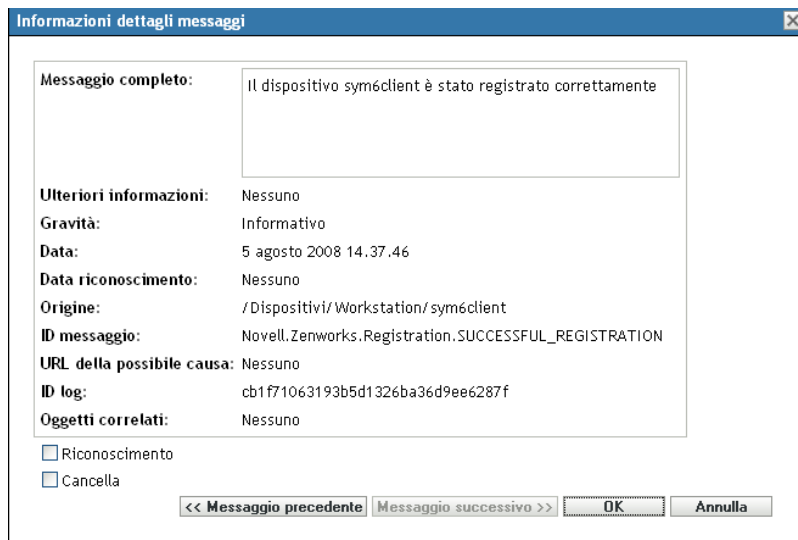 Informazioni dettagli messaggi
Messaggio completo: Il dispositivo sym6client è stato registrato correttamente
Ulteriori informazioni: Nessuno
Gravità: Informativo
Data: 5 agosto 2008 14.37.46
Data riconoscimento: Nessuno
Origine: /Dispositivi/Workstation/sym6client
ID messaggio: Novell.Zenworks.Registration.SUCCESSFUL_REGISTRATION
URL della possibile causa: Nessuno
ID log: cb1f71063193b5d1326ba36d9ee6287f
Oggetti correlati: Nessuno
Riconoscimento
Cancella
<< Messaggio precedente Messaggio successivo >> OK Annulla